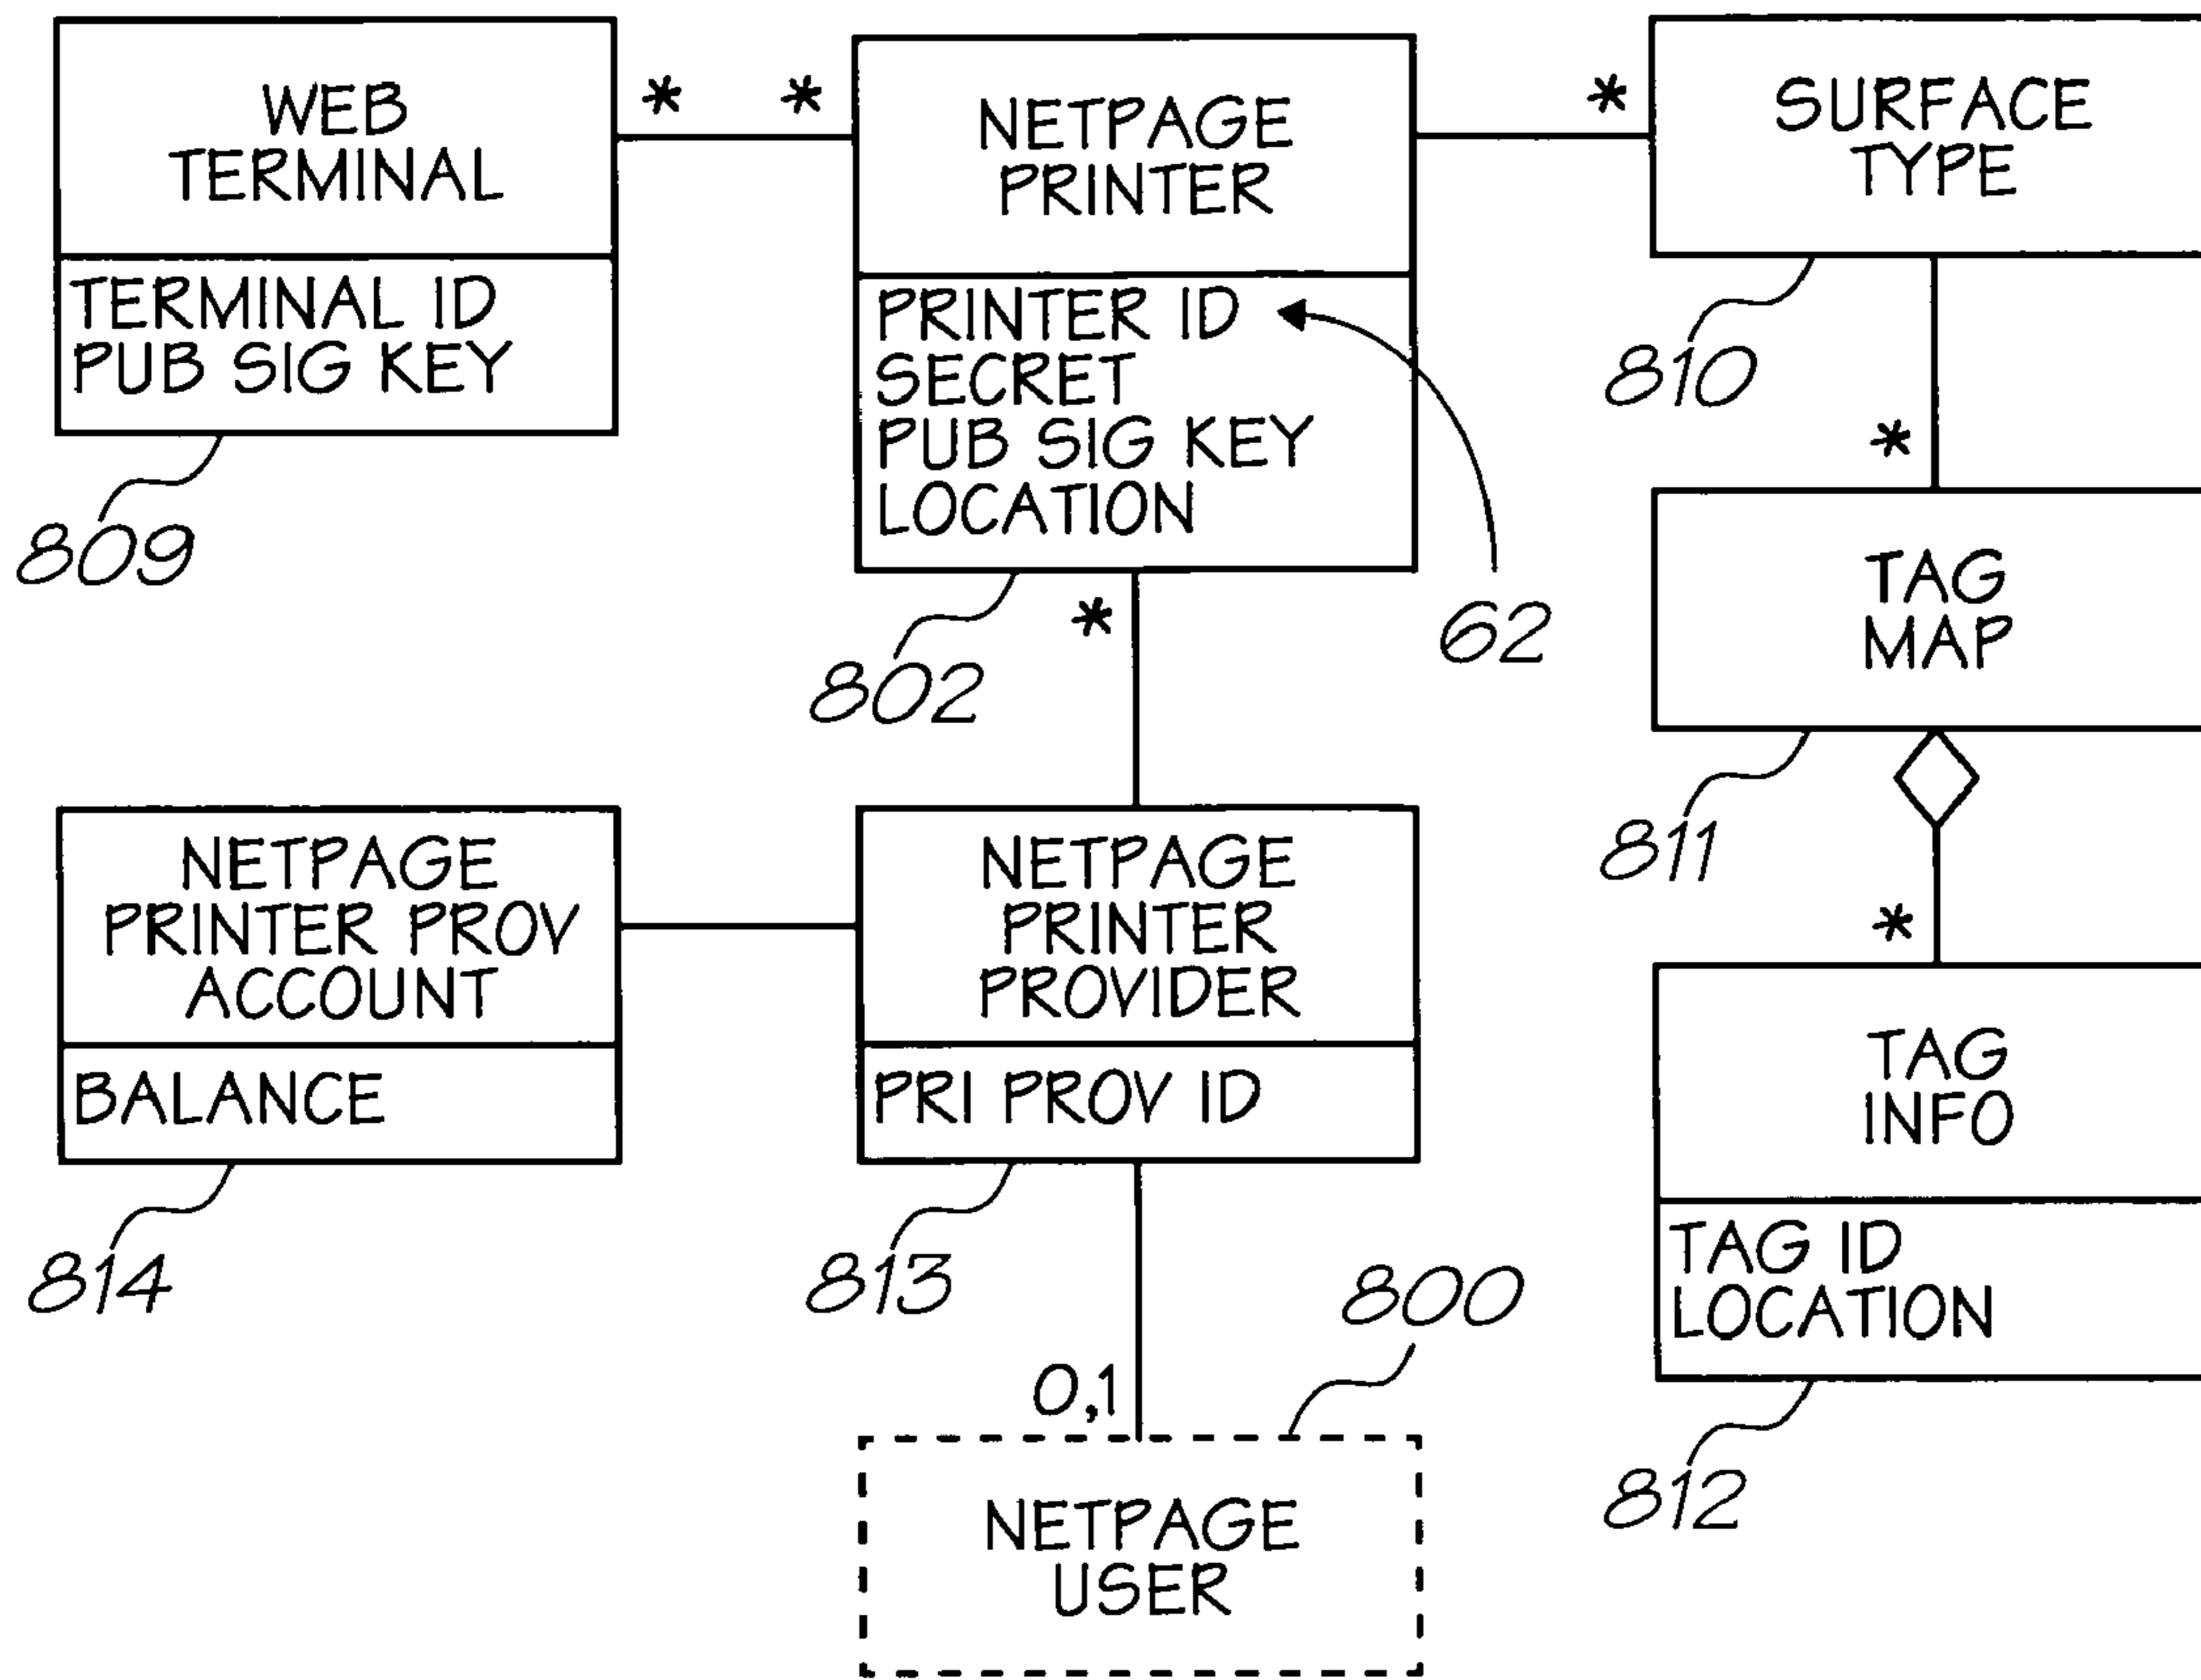 WEB
TERMINAL
TERMINAL ID
PUB SIG KEY
809
*
*
NETPAGE
PRINTER
PRINTER ID
SECRET
PUB SIG KEY
LOCATION
62
802
*
*
SURFACE
TYPE
810
*
TAG
MAP
811
*
NETPAGE
PRINTER PROV
ACCOUNT
BALANCE
814
NETPAGE
PRINTER
PROVIDER
PRI PROV ID
813
TAG
INFO
TAG ID
LOCATION
812
800
0,1
NETPAGE
USER